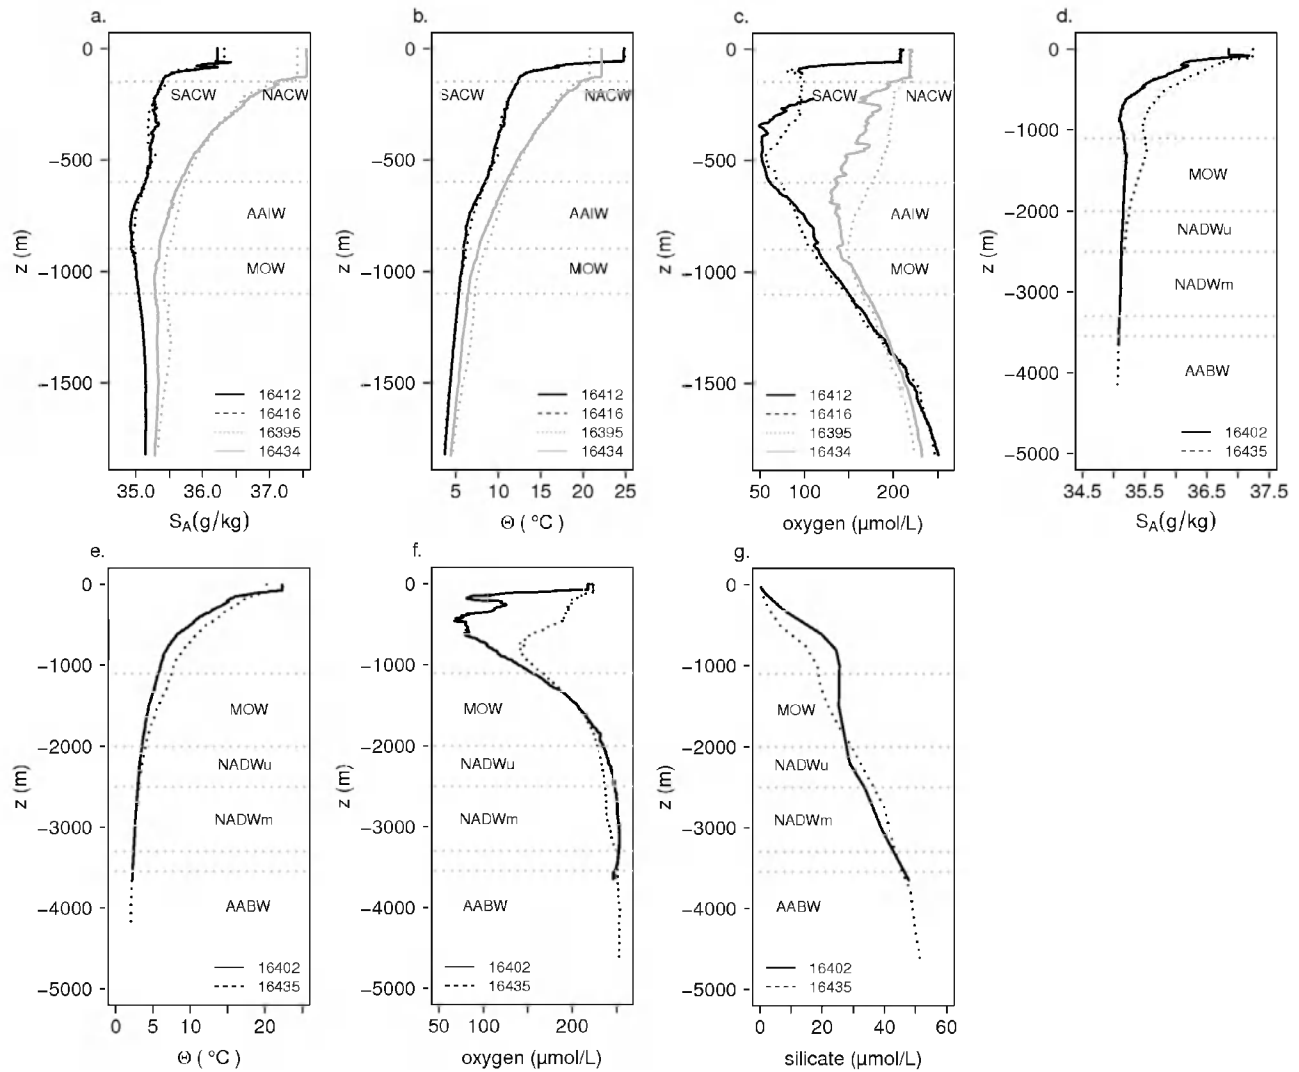 a.
0
−500
−1000
−1500
z (m)
SACW
NACW
AAIW
MOW
16412
16416
16395
16434
35.0
36.0
37.0
SA(g/kg)
b.
0
−500
−1000
−1500
z (m)
SACW
NACW
AAIW
MOW
16412
16416
16395
16434
5
10
15
20
25
Θ ( °C)
c.
0
−500
−1000
−1500
z (m)
SACW
NACW
AAIW
MOW
16412
16416
16395
16434
50
100
200
oxygen (µmol/L)
d.
0
−1000
−2000
−3000
−4000
−5000
z (m)
MOW
NADWu
NADWm
AABW
16402
16435
34.5
35.5
36.5
37.5
SA(g/kg)
e.
0
−1000
−2000
−3000
−4000
−5000
z (m)
MOW
NADWu
NADWm
AABW
16402
16435
0
5
10
20
Θ ( °C)
f.
0
−1000
−2000
−3000
−4000
−5000
z (m)
MOW
NADWu
NADWm
AABW
16402
16435
50
100
200
oxygen (µmol/L)
g.
0
−1000
−2000
−3000
−4000
−5000
z (m)
MOW
NADWu
NADWm
AABW
16402
16435
0
20
40
60
silicate (µmol/L)